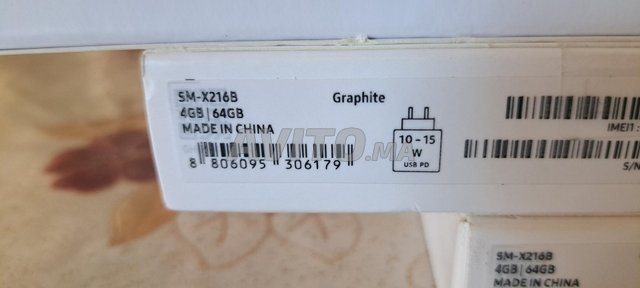 SM-X216B
Graphite
4GB | 64GB
MADE IN CHINA
8 806095 306179
10 - 15
W
USB PD
IMEI1:
S/N
AVITO.MA
SM-X216B
4GB | 64GB
MADE IN CHINA